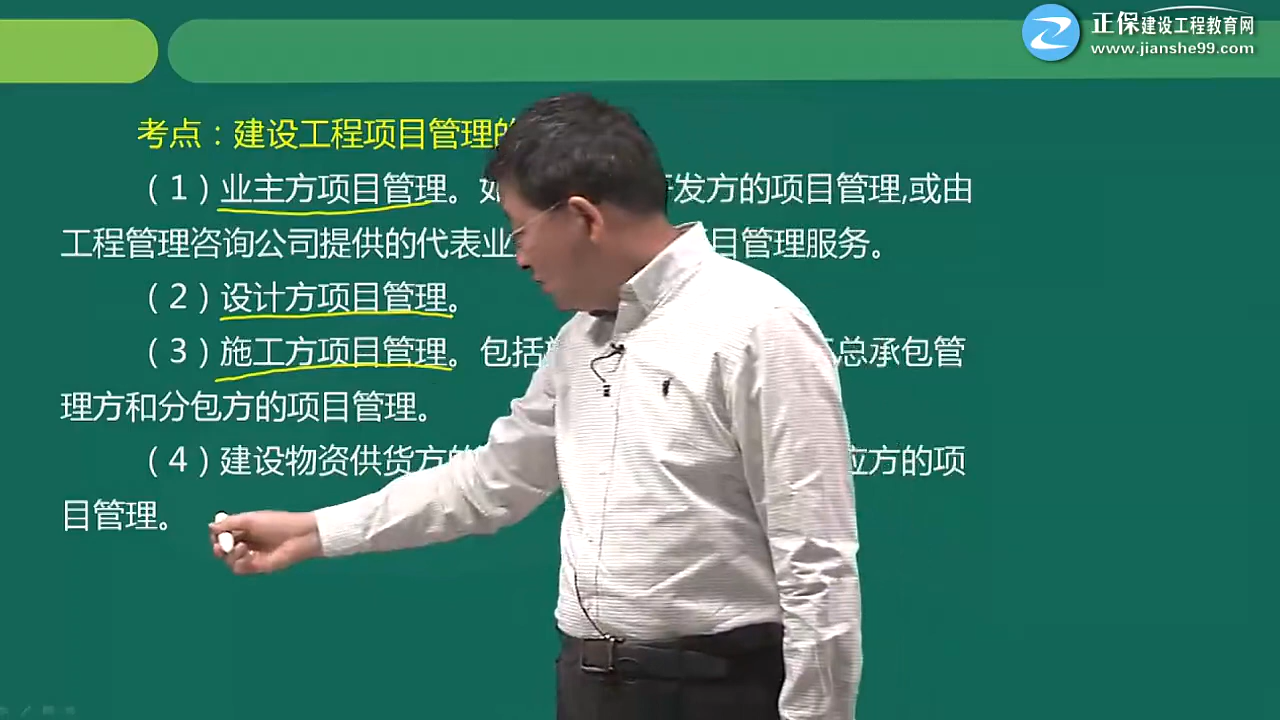 正保建设工程教育网
www.jianshe99.com
考点：建设工程项目管理的
（1）业主方项目管理。如 发方的项目管理,或由
工程管理咨询公司提供的代表业 目管理服务。
（2）设计方项目管理。
（3）施工方项目管理。包括 总承包管
理方和分包方的项目管理。
（4）建设物资供货方的 应方的项
目管理。